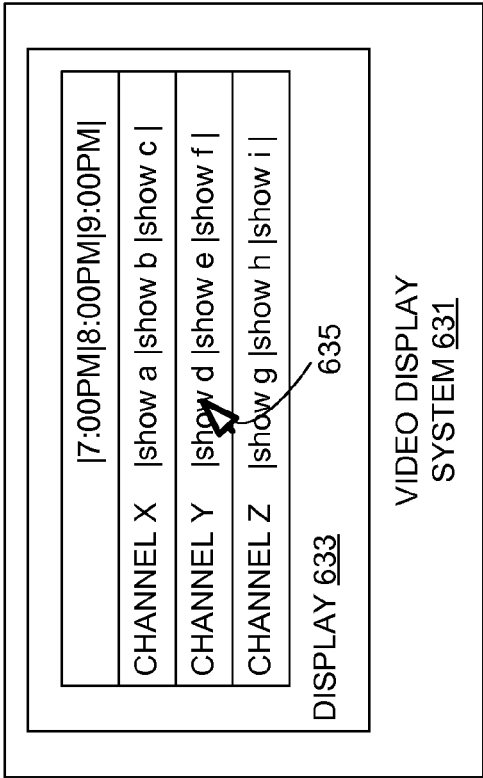 |7:00PM|8:00PM|9:00PM|
CHANNEL X |show a |show b |show c |
CHANNEL Y |show d |show e |show f |
CHANNEL Z |show g |show h |show i |
635
DISPLAY 633
VIDEO DISPLAY
SYSTEM 631